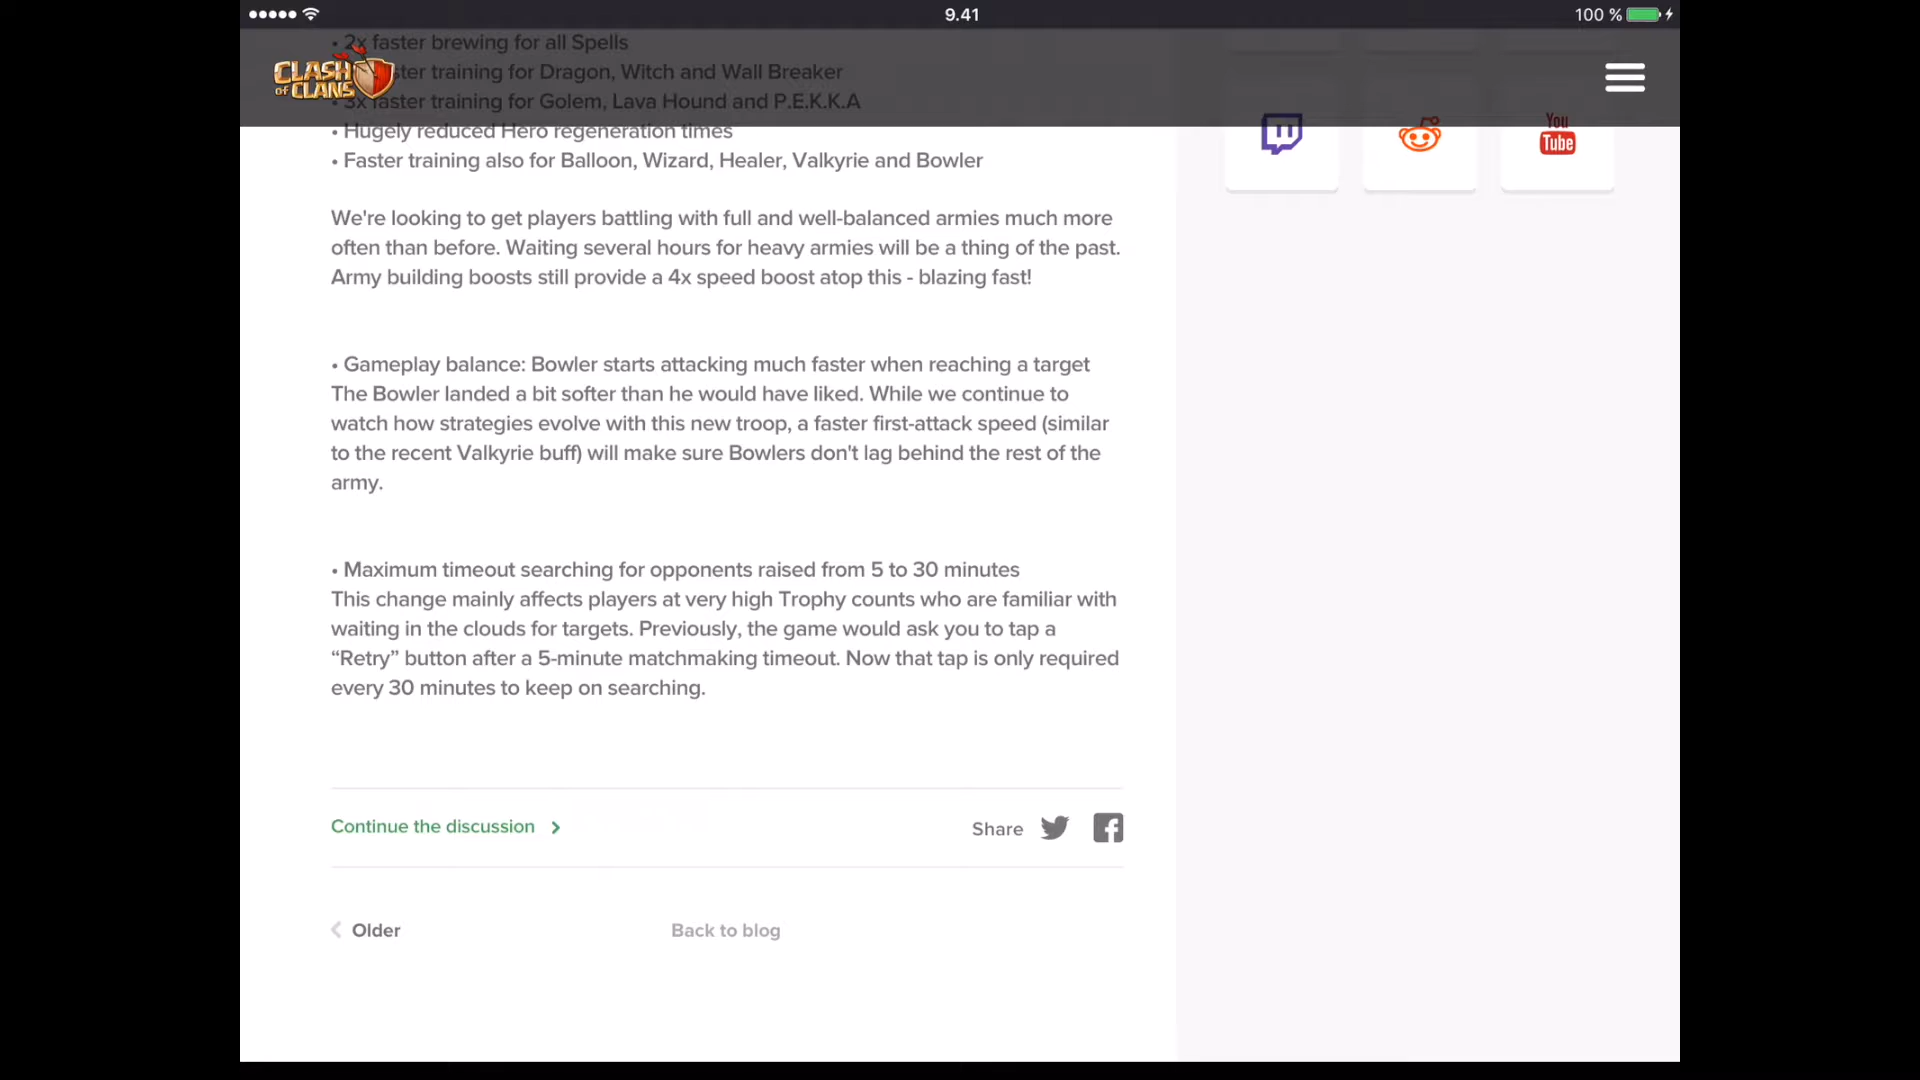 9.41
100 %
• 2x faster brewing for all Spells
CLASH
of CLANS
ster training for Dragon, Witch and Wall Breaker
• 3x faster training for Golem, Lava Hound and P.E.K.K.A
• Hugely reduced Hero regeneration times
• Faster training also for Balloon, Wizard, Healer, Valkyrie and Bowler
You
Tube
We're looking to get players battling with full and well-balanced armies much more
often than before. Waiting several hours for heavy armies will be a thing of the past.
Army building boosts still provide a 4x speed boost atop this - blazing fast!
• Gameplay balance: Bowler starts attacking much faster when reaching a target
The Bowler landed a bit softer than he would have liked. While we continue to
watch how strategies evolve with this new troop, a faster first-attack speed (similar
to the recent Valkyrie buff) will make sure Bowlers don't lag behind the rest of the
army.
• Maximum timeout searching for opponents raised from 5 to 30 minutes
This change mainly affects players at very high Trophy counts who are familiar with
waiting in the clouds for targets. Previously, the game would ask you to tap a
“Retry” button after a 5-minute matchmaking timeout. Now that tap is only required
every 30 minutes to keep on searching.
Continue the discussion
Share
Older
Back to blog